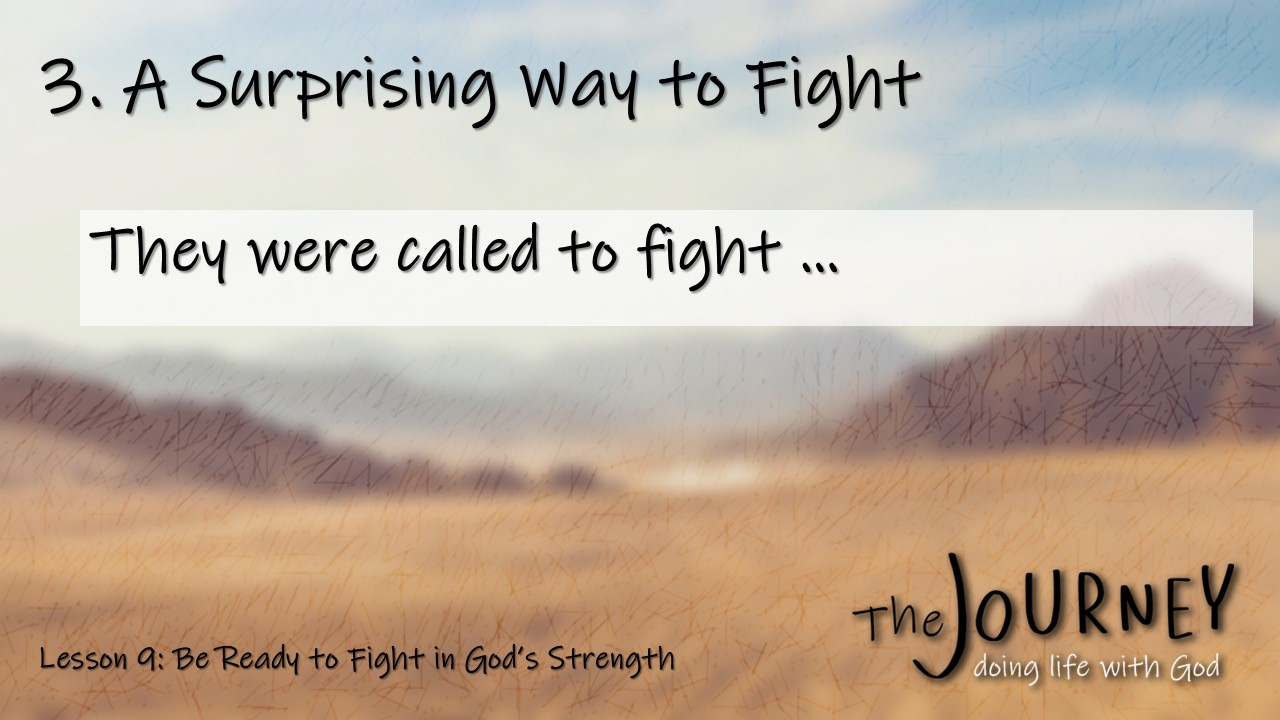 3. A Surprising Way to Fight
They were called to fight ...
Lesson 9: Be Ready to Fight in God's Strength
The JOURNEY
doing life with God